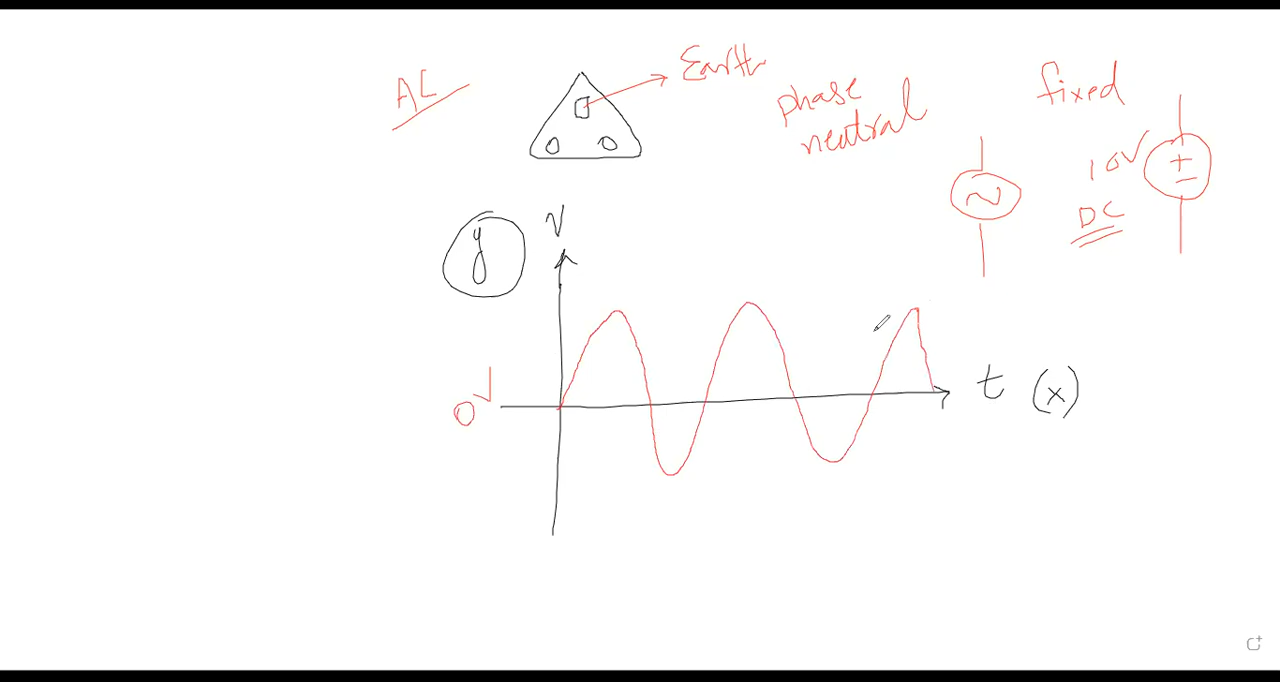 AC
Earth
phase
neutral
fixed
10V
DC
y
V
0V
t (x)